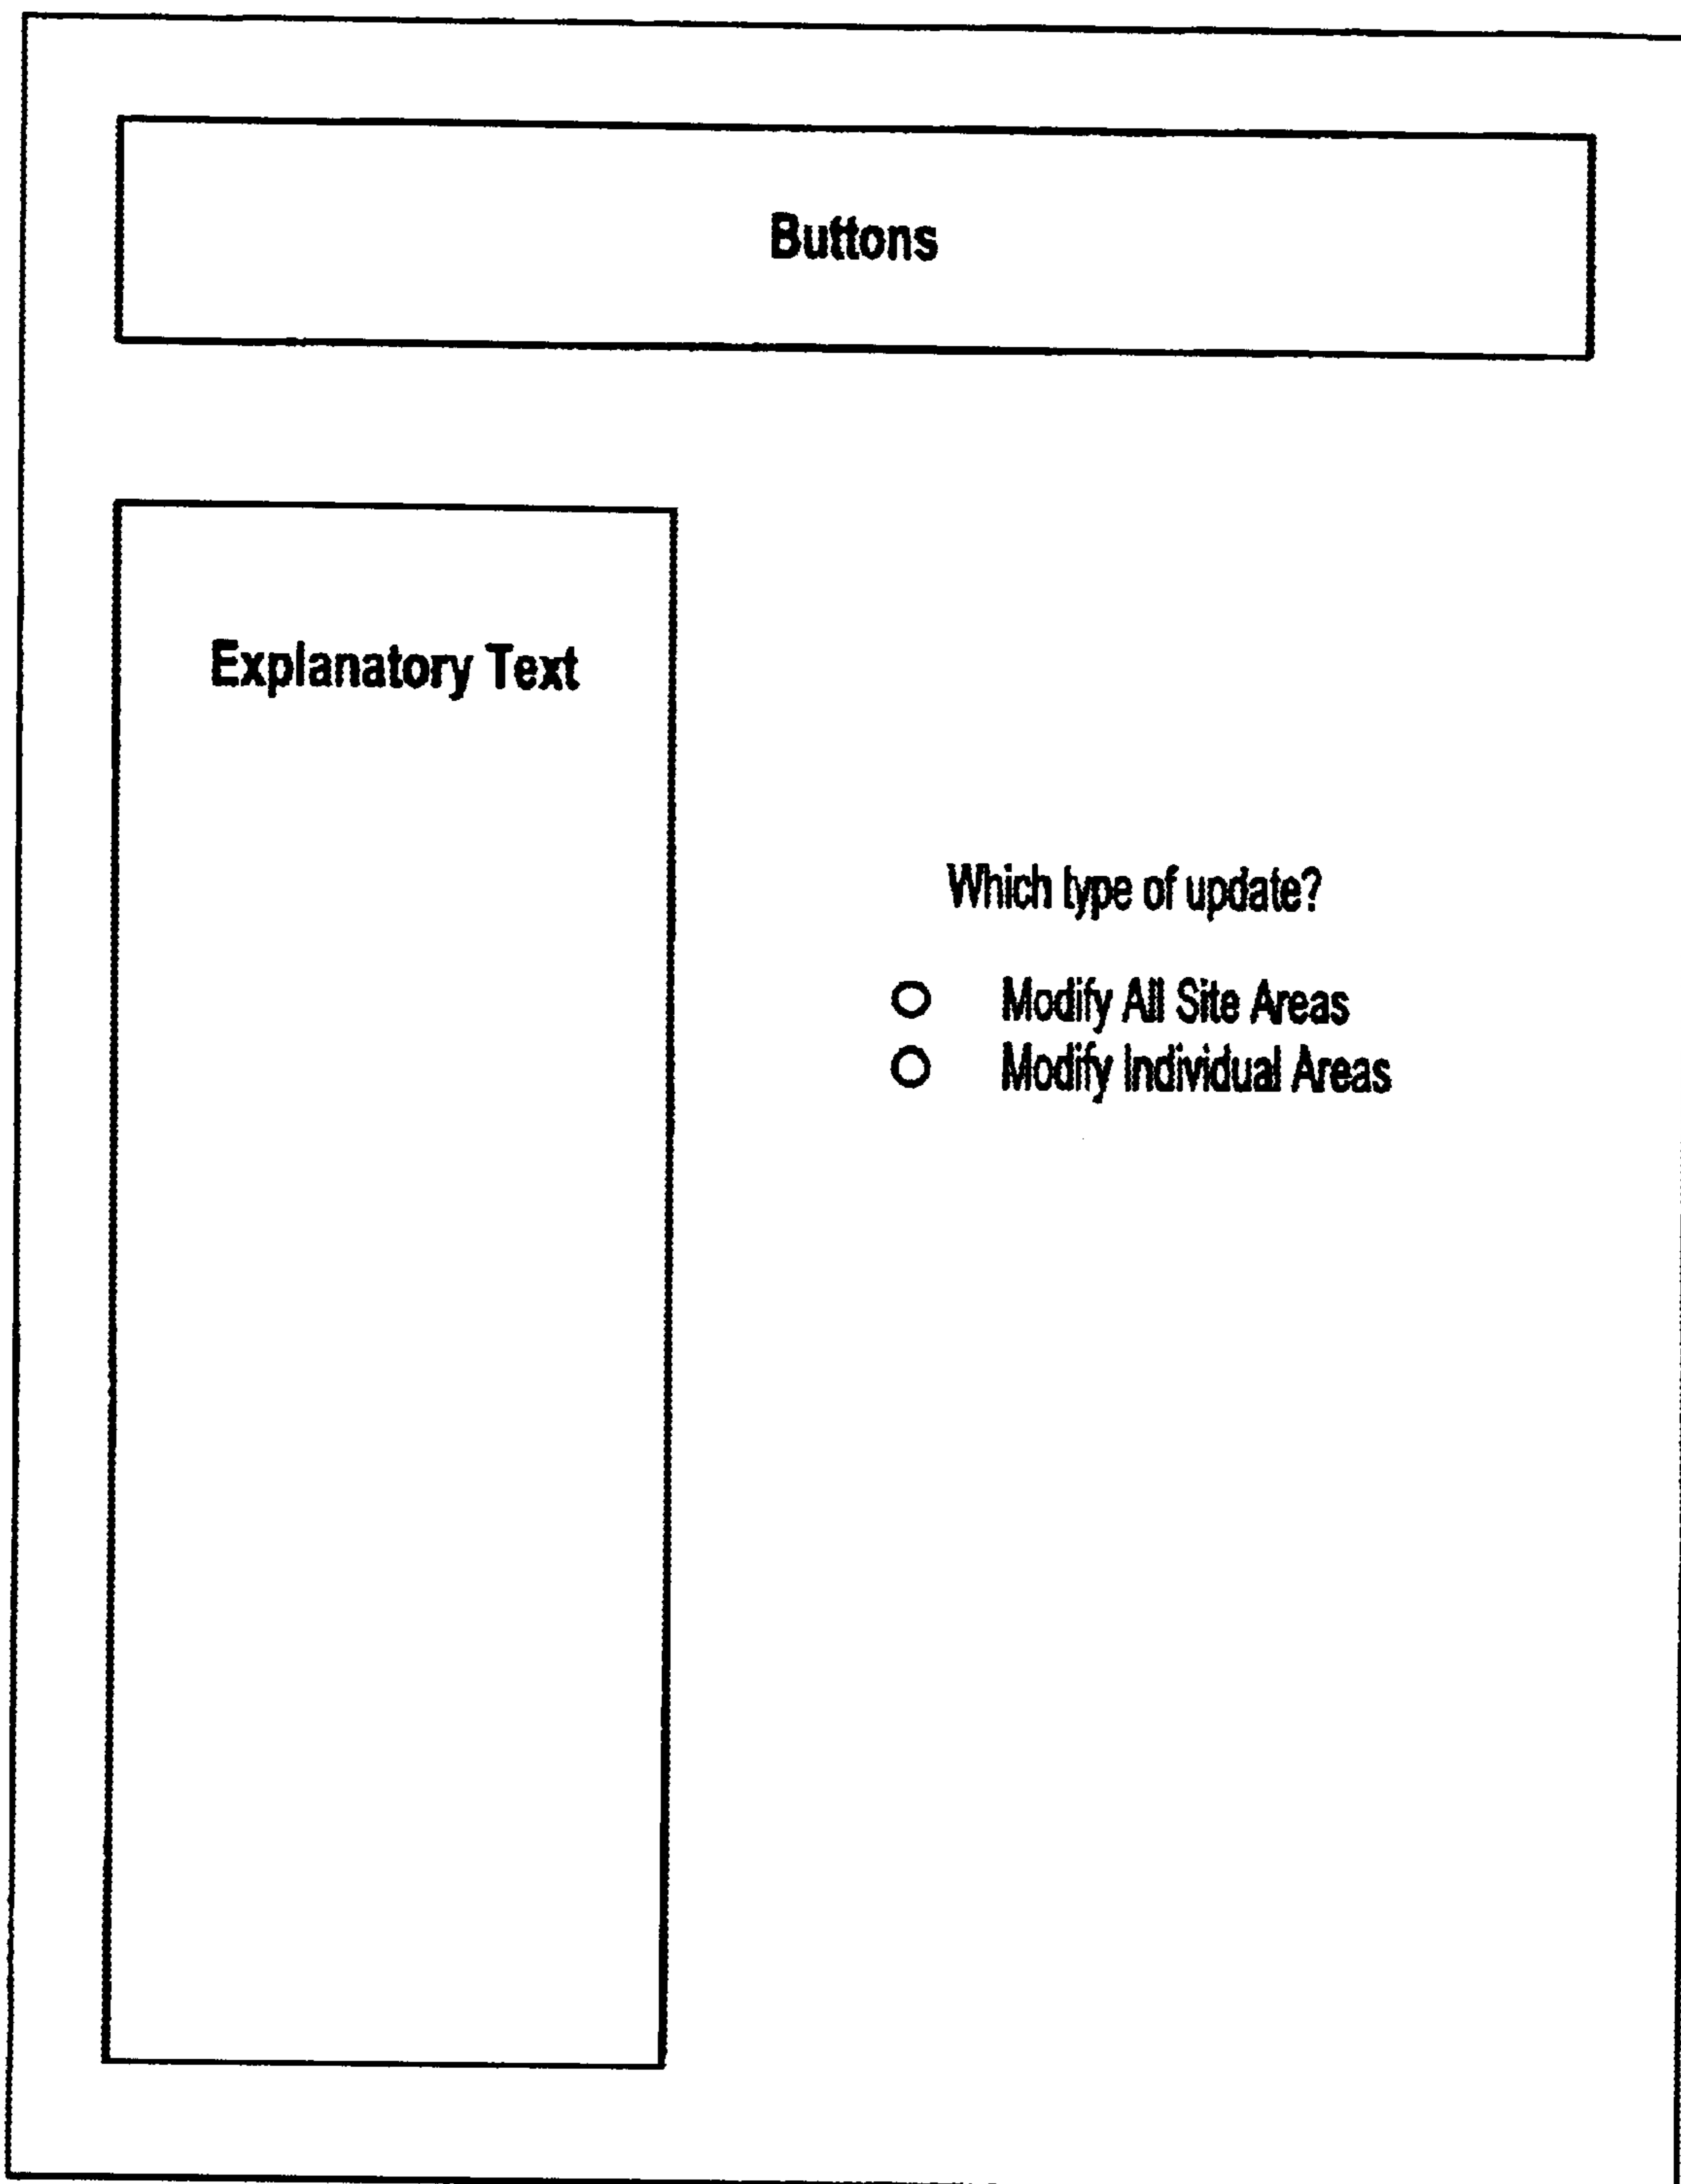 Buttons
Explanatory Text
Which type of update?
Modify All Site Areas
Modify Individual Areas